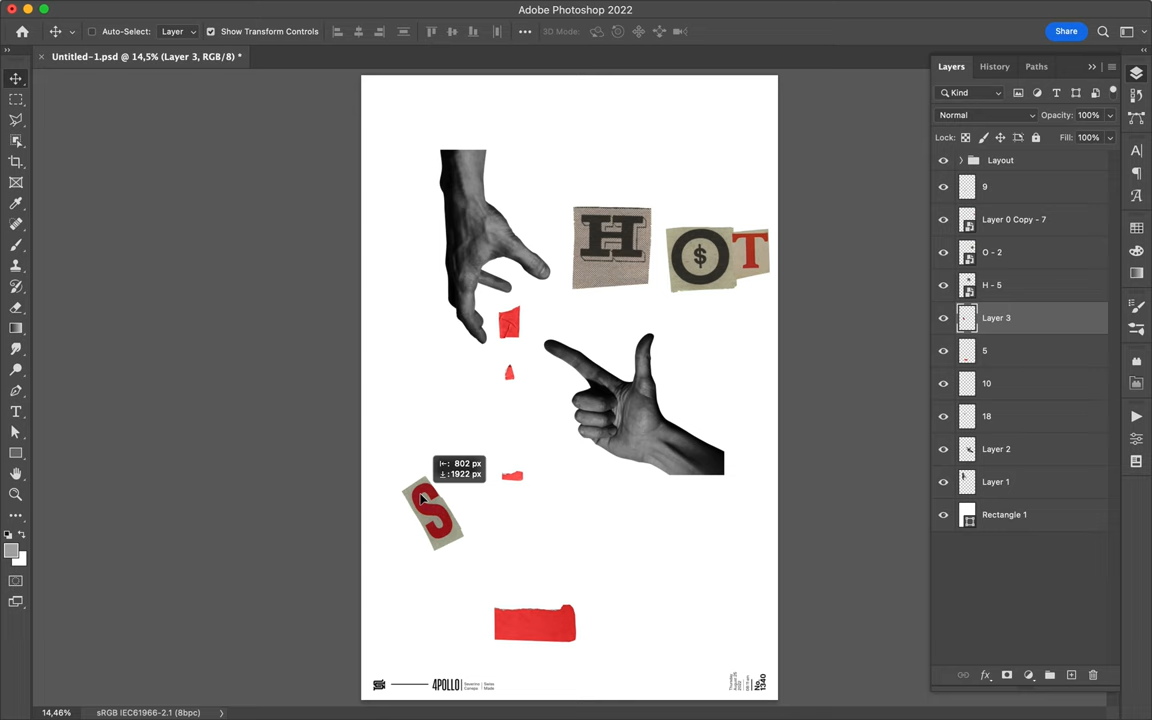 Adobe Photoshop 2022
Auto-Select: Layer Show Transform Controls 3D Mode: Share
Untitled-1.psd @ 14,5% (Layer 3, RGB/8) *
Layers History Paths
Kind
Normal Opacity: 100%
Lock: Fill: 100%
Layout
9
Layer 0 Copy - 7
O - 2
H - 5
Layer 3
5
10
18
Layer 2
Layer 1
Rectangle 1
H O$ T
802 px
1922 px
S
4POLLO
No. 1340
14,46% sRGB IEC61966-2.1 (8bpc)